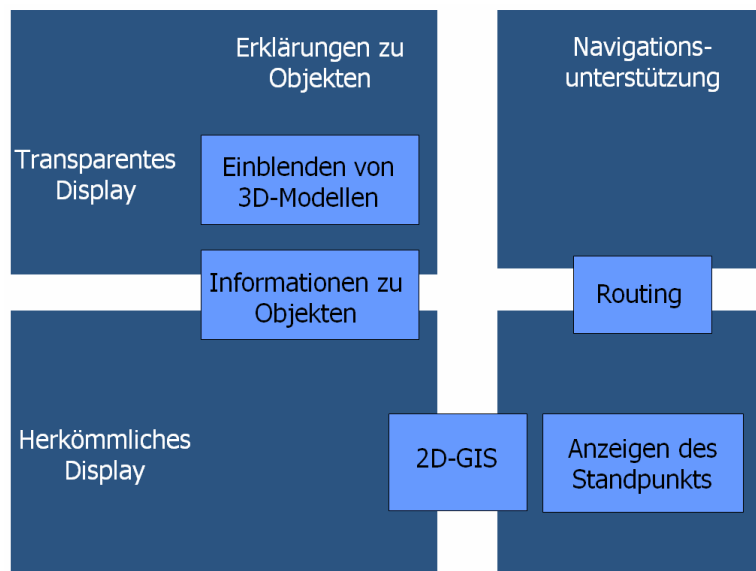 Erklärungen zu
Objekten
Navigations-
unterstützung
Transparentes
Display
Einblenden von
3D-Modellen
Informationen zu
Objekten
Routing
Herkömmliches
Display
2D-GIS
Anzeigen des
Standpunkts